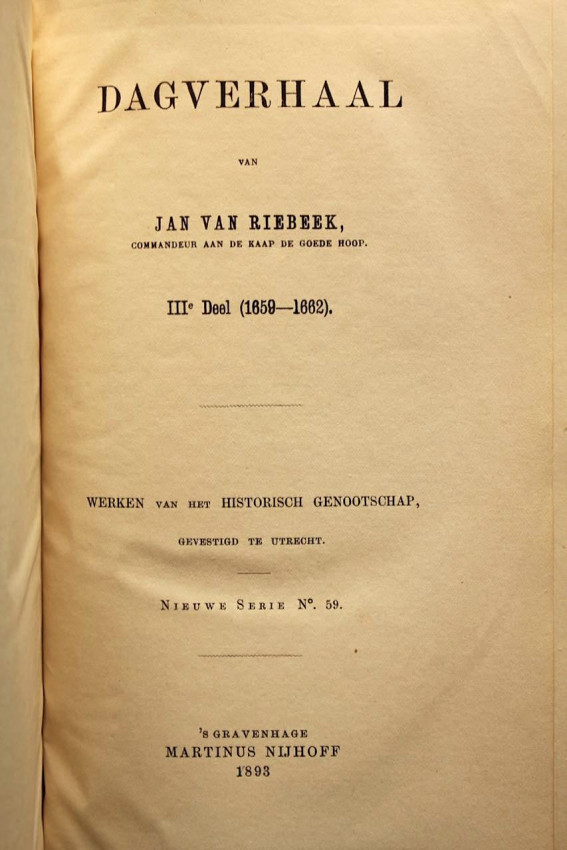 DAGVERHAAL
VAN
JAN VAN RIEBEEK,
COMMANDEUR AAN DE KAAP DE GOEDE HOOP.
IIIe Deel (1659—1662).
WERKEN VAN HET HISTORISCH GENOOTSCHAP,
GEVESTIGD TE UTRECHT.
NIEUWE SERIE No. 59.
'S GRAVENHAGE
MARTINUS NIJHOFF
1893